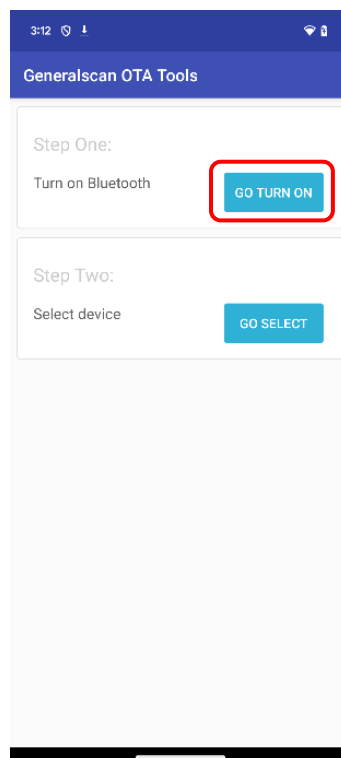 3:12
Generalscan OTA Tools
Step One:
Turn on Bluetooth
GO TURN ON
Step Two:
Select device
GO SELECT